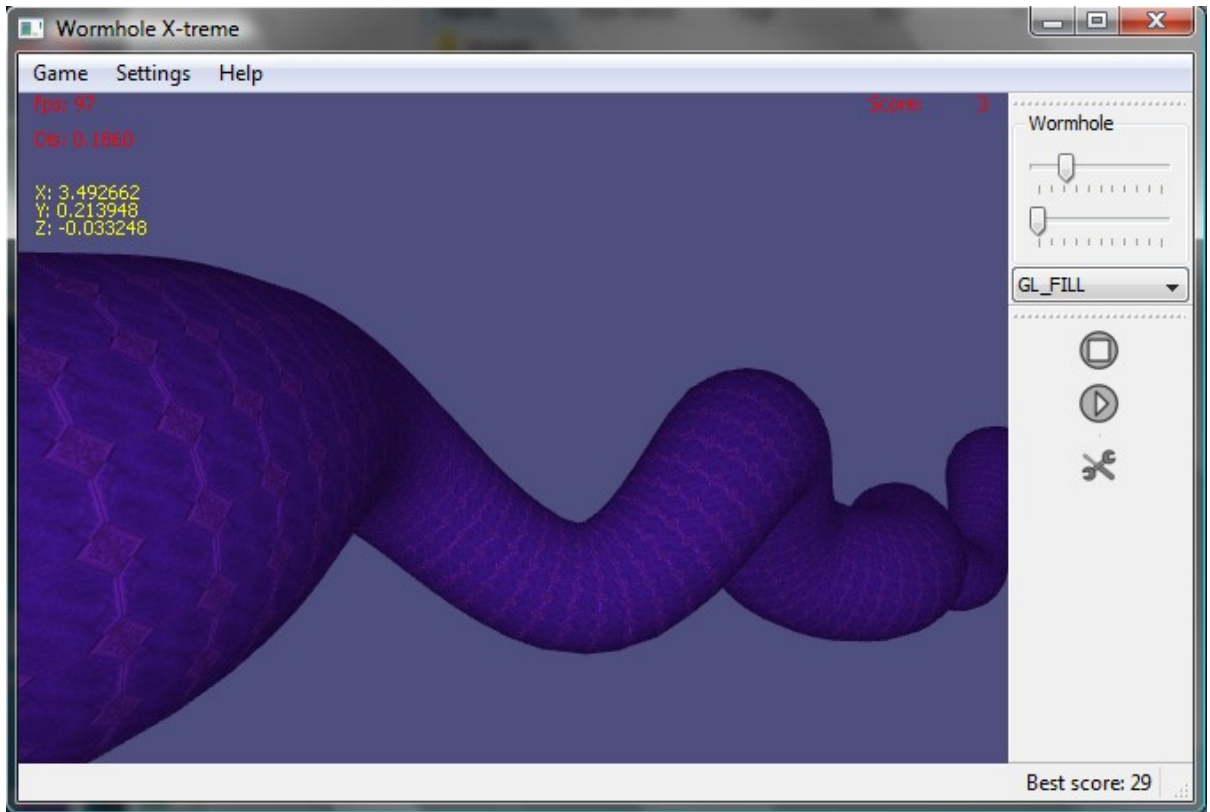 Wormhole X-treme
Game Settings Help
fps: 97
Score: 3
Dis: 0.1860
X: 3.492662
Y: 0.213948
Z: -0.033248
Wormhole
GL_FILL
Best score: 29